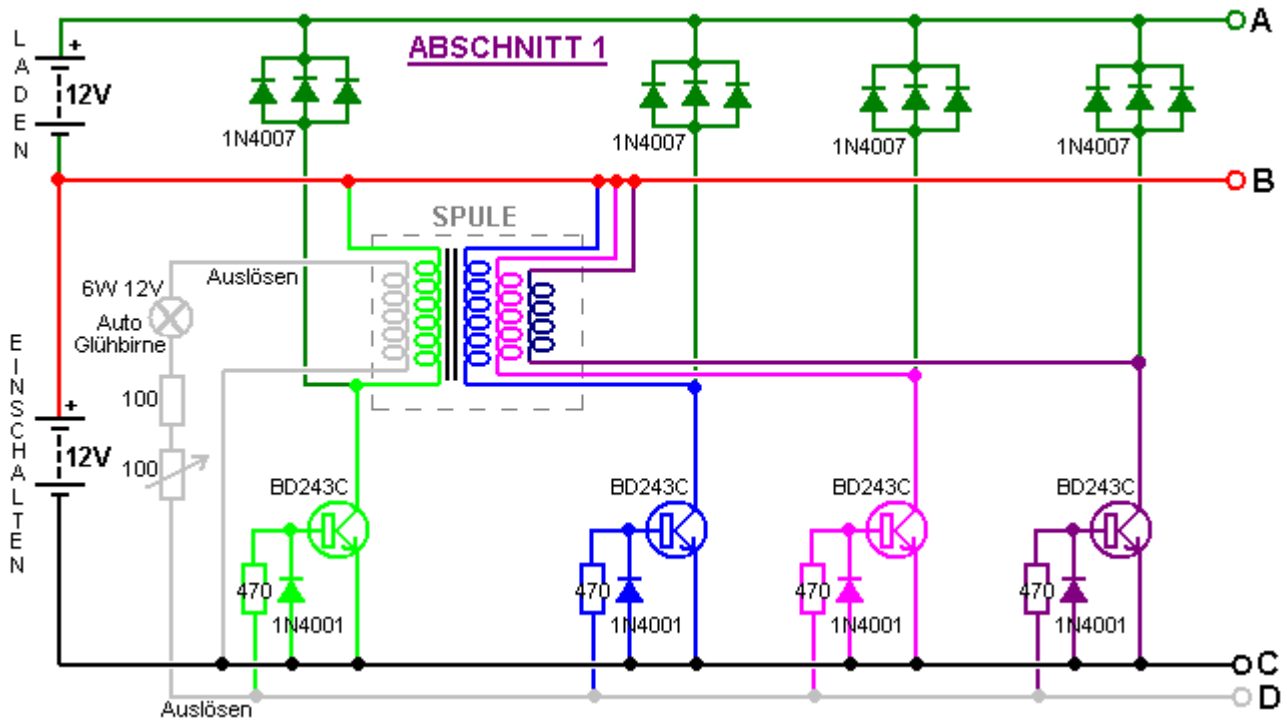 ABSCHNITT 1
A
LADEN
+
12V
1N4007
1N4007
1N4007
1N4007
B
SPULE
Auslösen
6W 12V
Auto
Glühbirne
100
100
EINSCHALTEN
+
12V
BD243C
BD243C
BD243C
BD243C
470
470
470
470
1N4001
1N4001
1N4001
1N4001
C
D
Auslösen